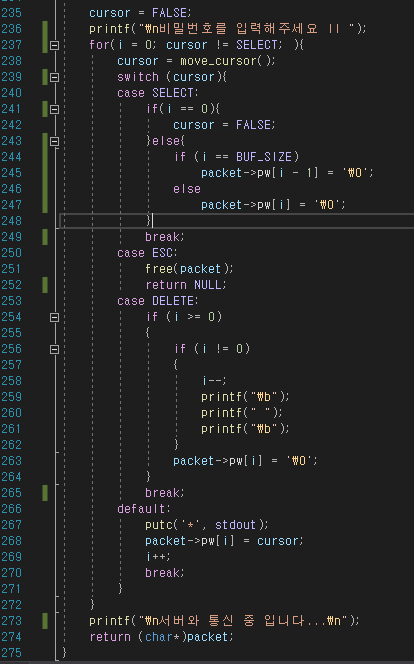 235 cursor = FALSE;
236 printf("₩n비밀번호를 입력해주세요 || ");
237 for(i = 0; cursor != SELECT; ){
238 cursor = move_cursor();
239 switch (cursor){
240 case SELECT:
241 if(i == 0){
242 cursor = FALSE;
243 }else{
244 if (i == BUF_SIZE)
245 packet->pw[i - 1] = '₩0';
246 else
247 packet->pw[i] = '₩0';
248 }
249 break;
250 case ESC:
251 free(packet);
252 return NULL;
253 case DELETE:
254 if (i >= 0)
255 {
256 if (i != 0)
257 {
258 i--;
259 printf("₩b");
260 printf(" ");
261 printf("₩b");
262 }
263 packet->pw[i] = '₩0';
264 }
265 break;
266 default:
267 putc('*', stdout);
268 packet->pw[i] = cursor;
269 i++;
270 break;
271 }
272 }
273 printf("₩n서버와 통신 중 입니다...₩n");
274 return (char*)packet;
275 }